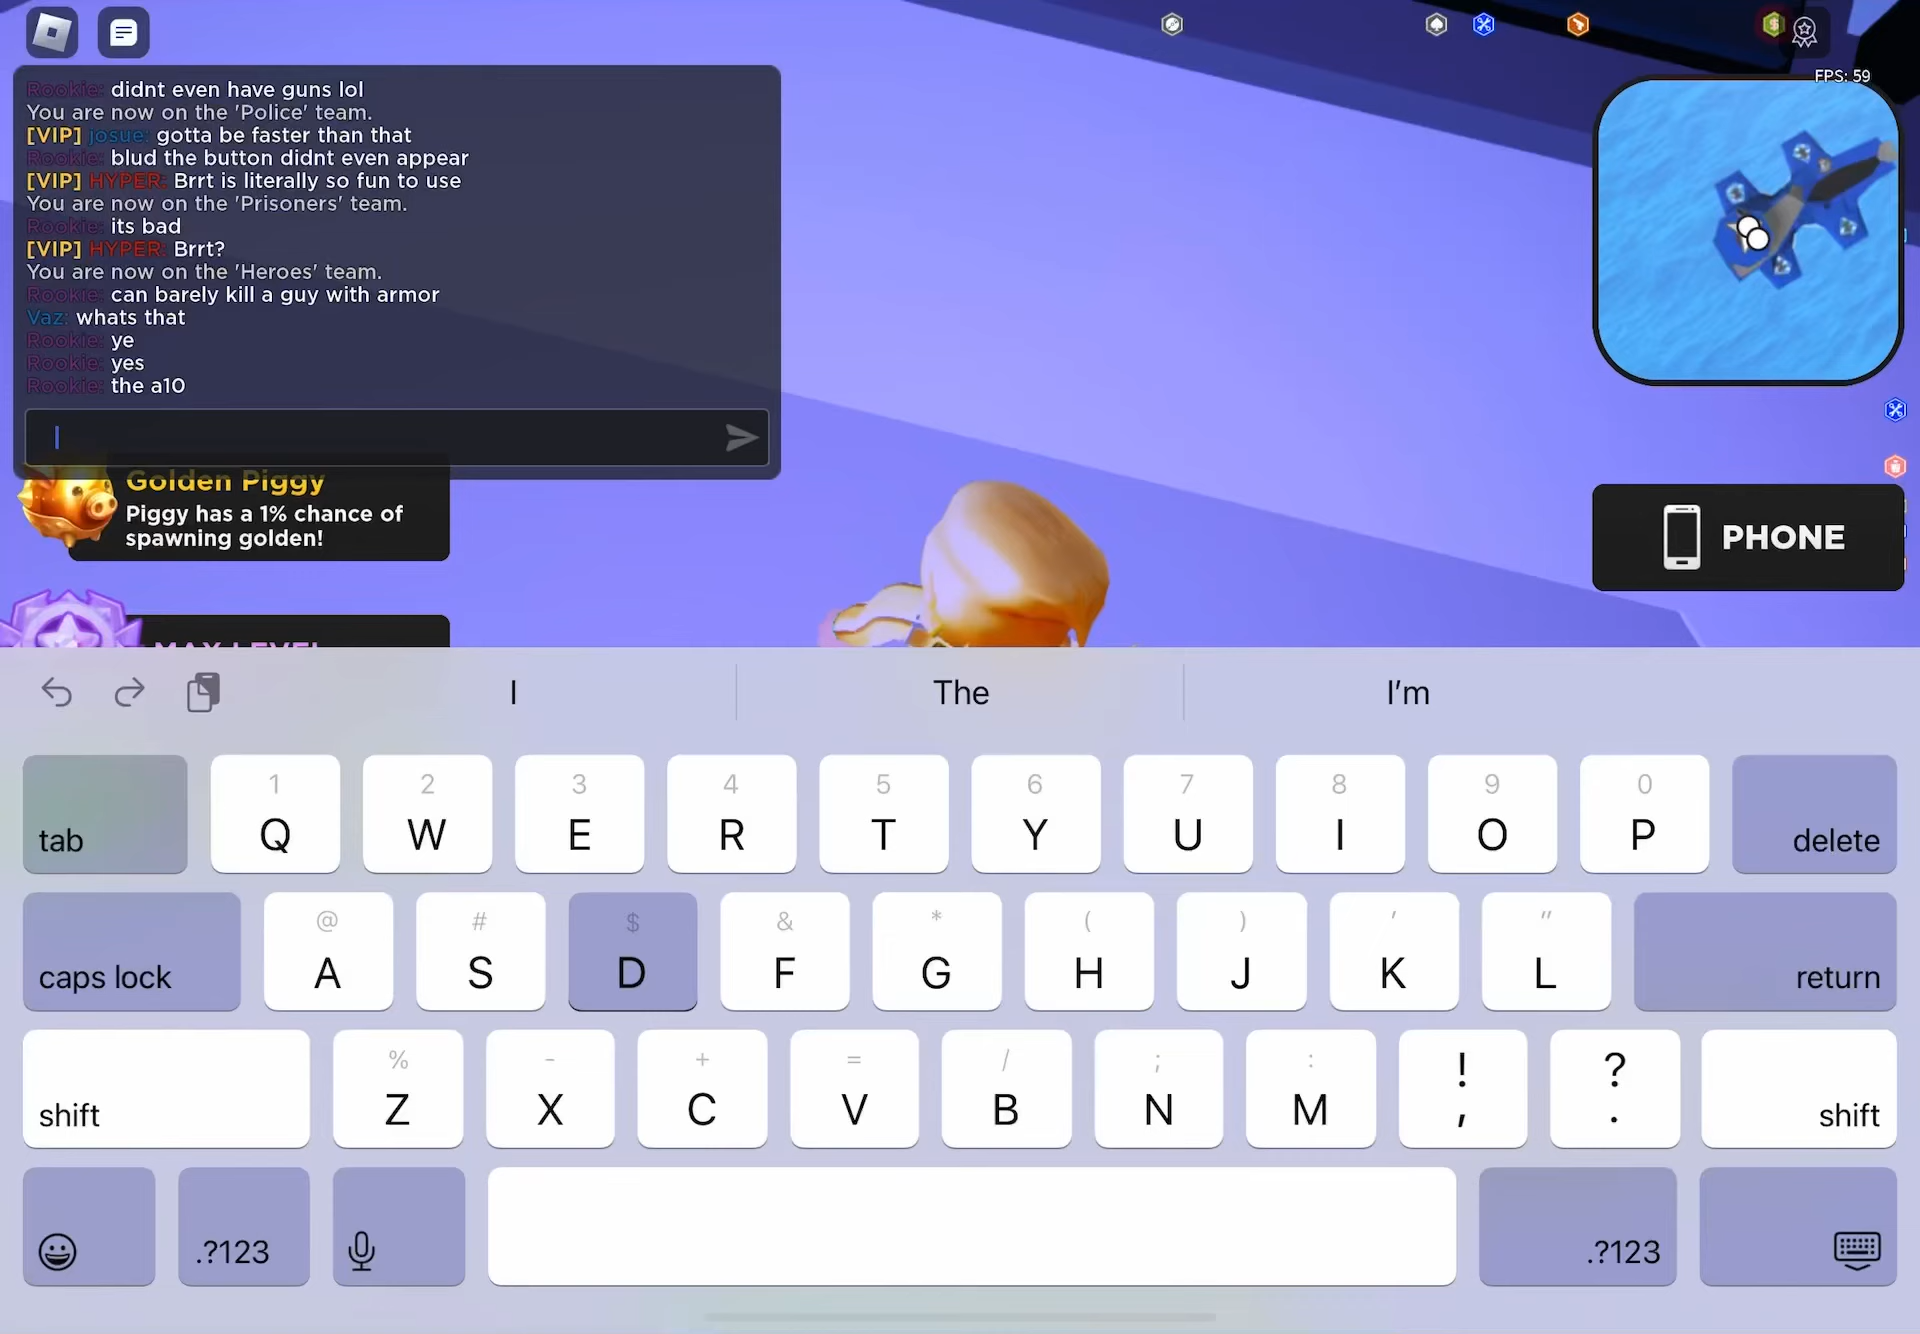 FPS: 59
Rookie: didnt even have guns lol
You are now on the 'Police' team.
[VIP] josue: gotta be faster than that
Rookie: blud the button didnt even appear
[VIP] HYPER: Brrt is literally so fun to use
You are now on the 'Prisoners' team.
Rookie: its bad
[VIP] HYPER: Brrt?
You are now on the 'Heroes' team.
Rookie: can barely kill a guy with armor
Vaz: whats that
Rookie: ye
Rookie: yes
Rookie: the a10
Golden Piggy
Piggy has a 1% chance of
spawning golden!
PHONE
MAX LEVEL
I The I'm
1 2 3 4 5 6 7 8 9 0
tab Q W E R T Y U I O P delete
@ # $ & * ( ) ' "
caps lock A S D F G H J K L return
% - + = / ; : ! ?
shift Z X C V B N M , . shift
.?123 .?123